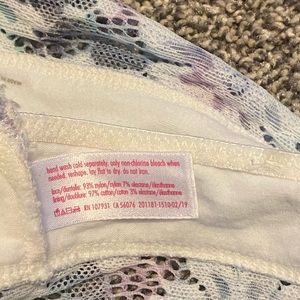 hand wash cold separately. only non-chlorine bleach when
needed. reshape, lay flat to dry. do not iron.
lace/dentelle: 93% nylon/nylon 7% elastane/élasthanne
lining/doublure: 97% cotton/coton 3% elastane/élasthanne
RN 107931 CA 56076 201181-1510-02/19